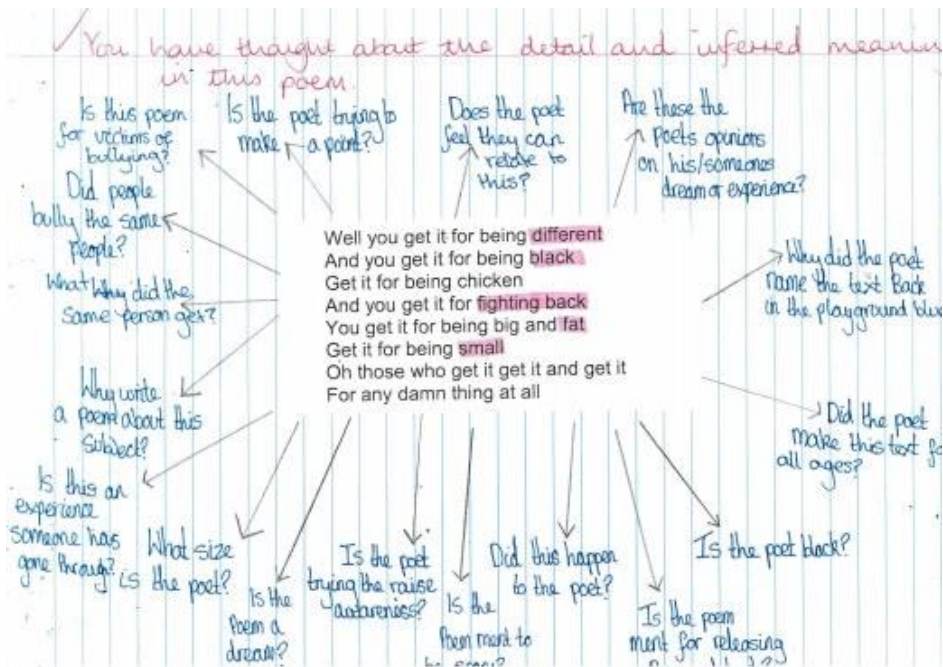 You have thought about the detail and inferred
in this poem.
Is this poem
for victims of
bullying?
Is the poet trying to
make a point?
Does the poet
feel they can
relate to
this?
Are these the
Poets opinions
on his/someones
dream or experience?
Did people
bully the same
people?
What Why did the
same person get?
Why write
a poem about this
Subject?
Is this an
experience
someone has
gone through?
Well you get it for being different
And you get it for being black
Get it for being chicken
And you get it for fighting back
You get it for being big and fat
Get it for being small
Oh those who get it get it and get it
For any damn thing at all
Why did the poet
name the text Back
in the playground
Did the poet
make this text
all ages?
What size
is the poet?
Is the
Poem a
dream?
Is the poet
trying the raise
awareness?
Is the
Poem ment to
Did this happen
to the poet?
Is the poem
ment for releasing
Is the poet black?